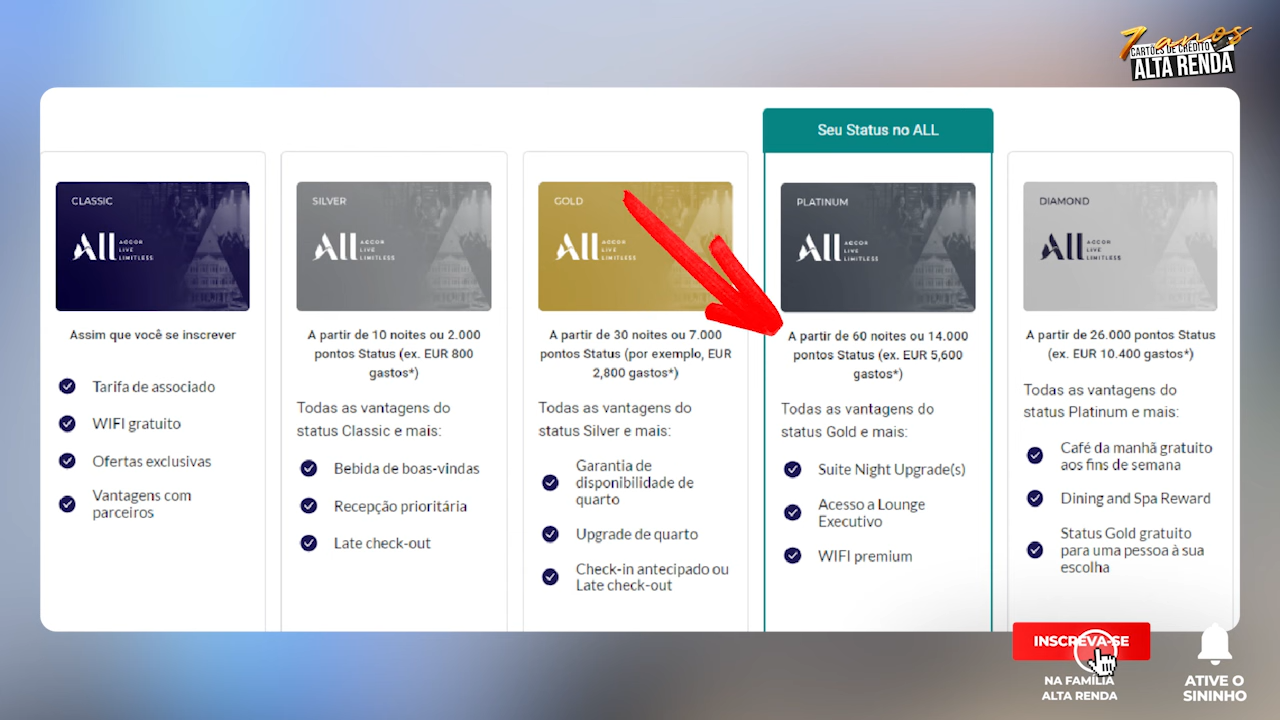 7 anos
CARTÕES DE CRÉDITO
ALTA RENDA
Seu Status no ALL
CLASSIC
ALL ACCOR
LIVE
LIMITLESS
Assim que você se inscrever
Tarifa de associado
WIFI gratuito
Ofertas exclusivas
Vantagens com
parceiros
SILVER
ALL ACCOR
LIVE
LIMITLESS
A partir de 10 noites ou 2.000
pontos Status (ex. EUR 800
gastos*)
Todas as vantagens do
status Classic e mais:
Bebida de boas-vindas
Recepção prioritária
Late check-out
GOLD
ALL ACCOR
LIVE
LIMITLESS
A partir de 30 noites ou 7.000
pontos Status (por exemplo, EUR
2,800 gastos*)
Todas as vantagens do
status Silver e mais:
Garantia de
disponibilidade de
quarto
Upgrade de quarto
Check-in antecipado ou
Late check-out
PLATINUM
ALL ACCOR
LIVE
LIMITLESS
A partir de 60 noites ou 14.000
pontos Status (ex. EUR 5,600
gastos*)
Todas as vantagens do
status Gold e mais:
Suite Night Upgrade(s)
Acesso a Lounge
Executivo
WIFI premium
DIAMOND
ALL ACCOR
LIVE
LIMITLESS
A partir de 26.000 pontos Status
(ex. EUR 10.400 gastos*)
Todas as vantagens do
status Platinum e mais:
Café da manhã gratuito
aos fins de semana
Dining and Spa Reward
Status Gold gratuito
para uma pessoa à sua
escolha
INSCREVA-SE
NA FAMÍLIA
ALTA RENDA
ATIVE O
SININHO